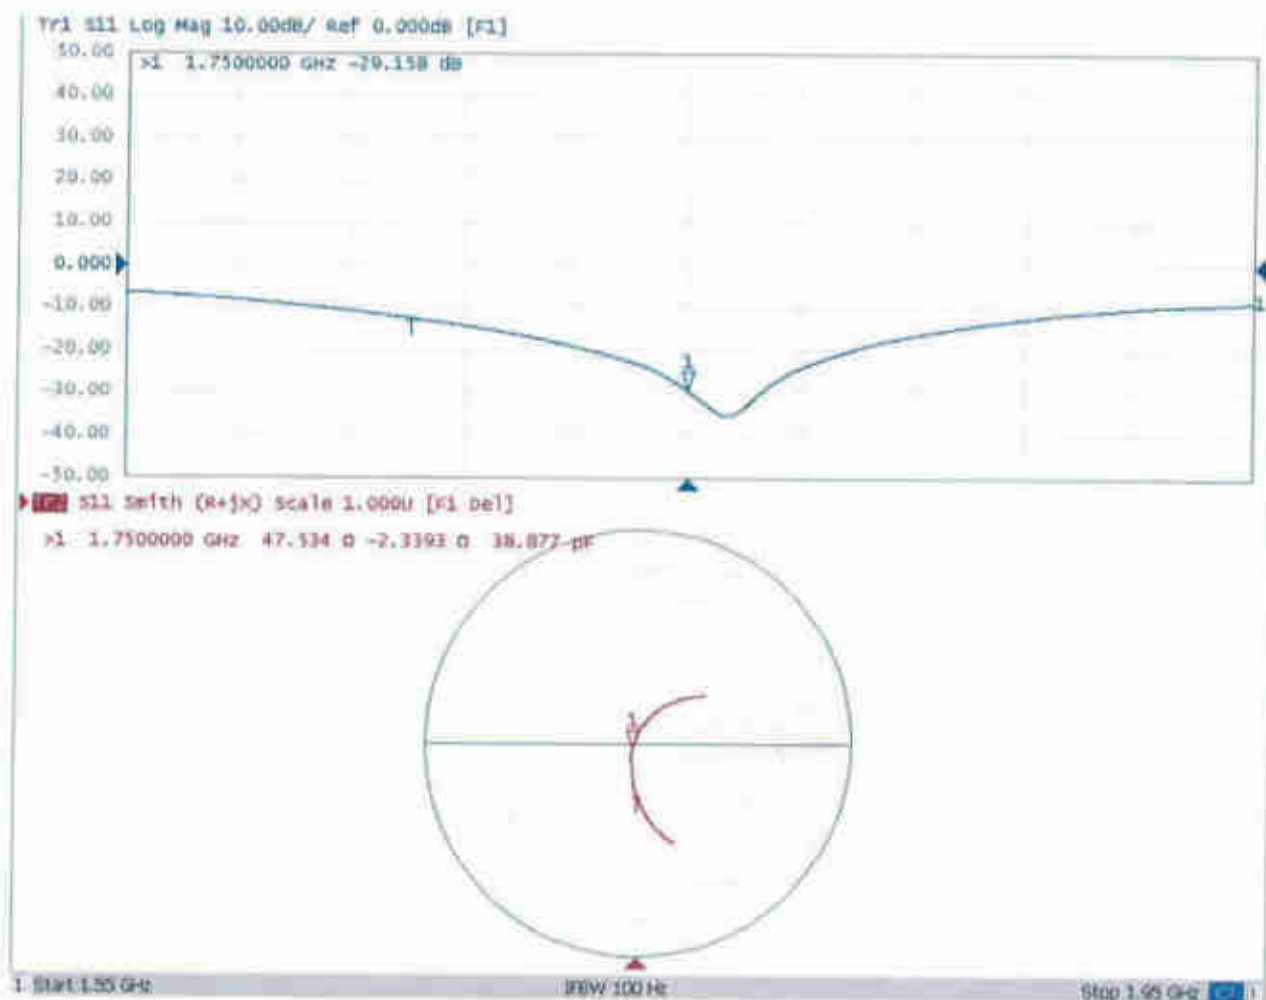 Tr1 S11 Log Mag 10.00dB/ Ref 0.000dB [F1]
50.00
>1 1.7500000 GHz -29.158 dB
40.00
30.00
20.00
10.00
0.000
-10.00
1
-20.00
1
-30.00
-40.00
-50.00
S11 Smith (R+jX) Scale 1.000U [F1 Del]
>1 1.7500000 GHz 47.534 Ω -2.3393 Ω 38.877 pF
1
1 Start 1.55 GHz IFBW 100 Hz Stop 1.95 GHz